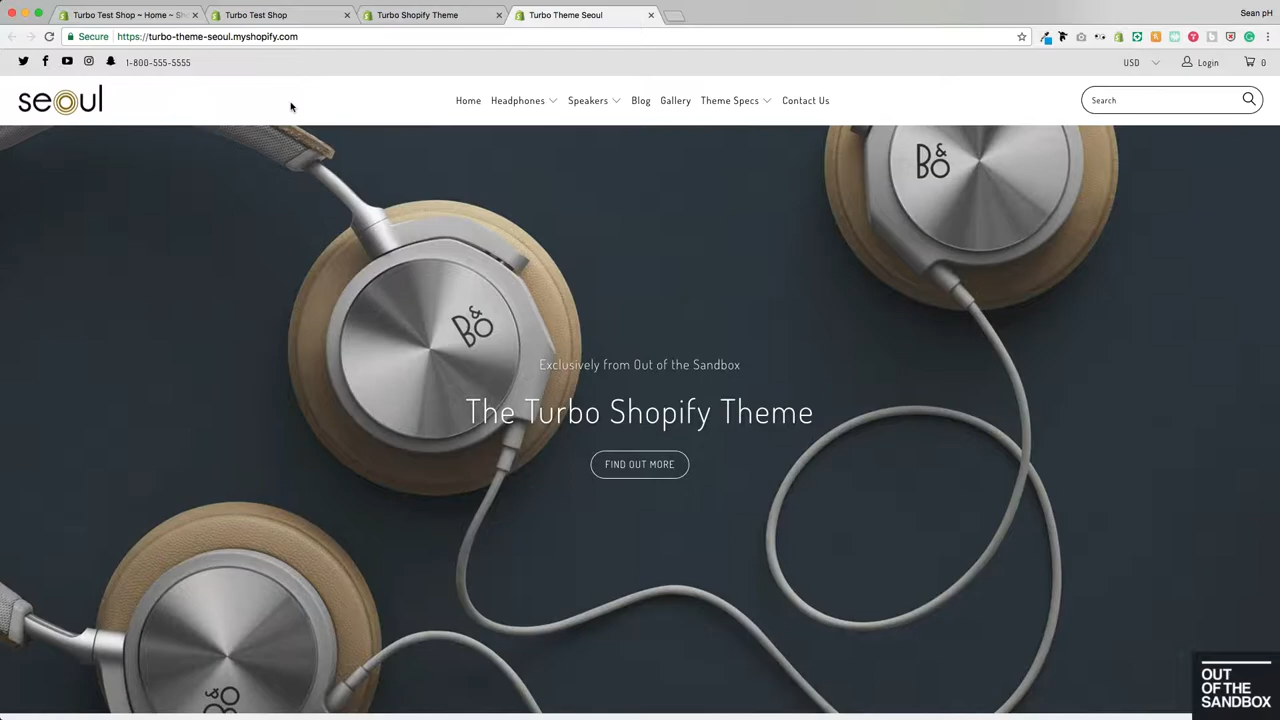 Turbo Test Shop ~ Home ~ Sh
Turbo Test Shop
Turbo Shopify Theme
Turbo Theme Seoul
Sean pH
Secure
https://turbo-theme-seoul.myshopify.com
1-800-555-5555
USD
Login
0
seoul
Home
Headphones
Speakers
Blog
Gallery
Theme Specs
Contact Us
Search
B&O
B&O
Exclusively from Out of the Sandbox
The Turbo Shopify Theme
FIND OUT MORE
B&O
OUT
OF THE
SANDBOX